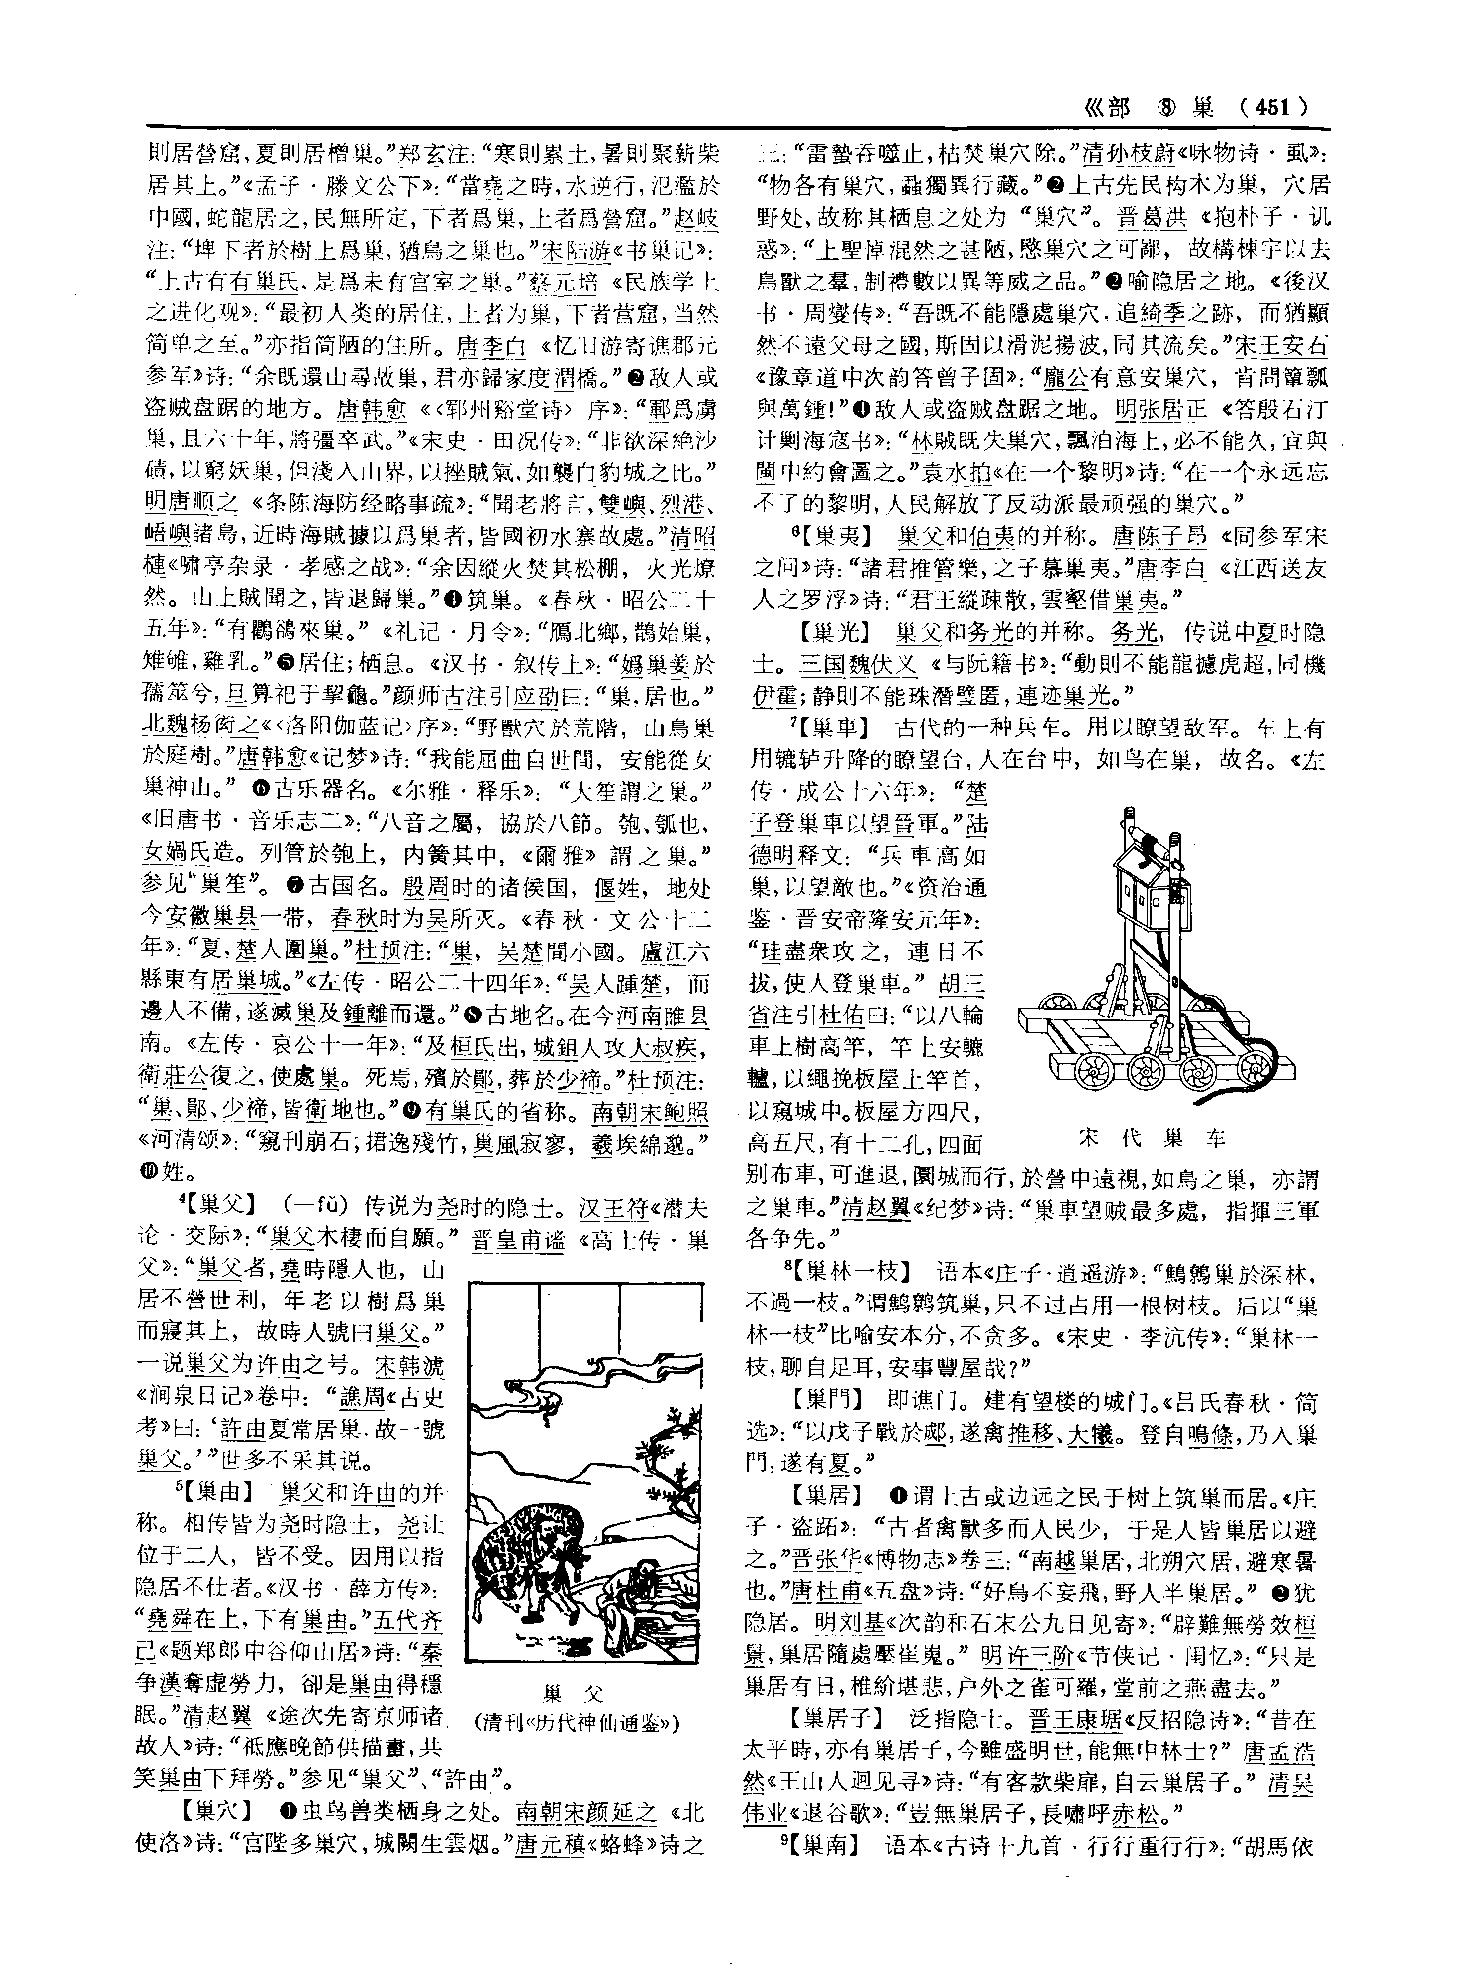 巛部 ⑧ 巢 (451)
則居營窟,夏則居橧巢。”郑玄注:“寒則累土,暑則聚薪柴
居其上。”《孟子·滕文公下》:“當堯之時,水逆行,氾濫於
中國,蛇龍居之,民無所定,下者爲巢,上者爲營窟。”赵岐
注:“埤下者於樹上爲巢,猶鳥之巢也。”宋陆游《书巢记》:
“上古有有巢氏,是爲未有宫室之巢。”蔡元培《民族学上
之进化观》:“最初人类的居住,上者为巢,下者营窟,当然
简单之至。”亦指简陋的住所。唐李白《忆旧游寄谯郡元
参军》诗:“余既還山尋故巢,君亦歸家度渭橋。”❷敌人或
盗贼盘踞的地方。唐韩愈《〈郓州谿堂诗〉序》:“鄆爲虜
巢,且六十年,將彊卒武。”《宋史·田况传》:“非欲深絶沙
磧,以窮妖巢,但淺入山界,以挫賊氣,如襲白豹城之比。”
明唐顺之《条陈海防经略事疏》:“聞老將言,雙嶼、烈港、
峿嶼諸島,近時海賊據以爲巢者,皆國初水寨故處。”清昭
槤《啸亭杂录·孝感之战》:“余因縱火焚其松棚,火光燎
然。山上賊聞之,皆退歸巢。”❹筑巢。《春秋·昭公二十
五年》:“有鸜鵒來巢。”《礼记·月令》:“鴈北鄉,鵲始巢,
雉雊,雞乳。”❺居住;栖息。《汉书·叙传上》:“嬀巢姜於
孺筮兮,旦算祀于挈龜。”颜师古注引应劭曰:“巢,居也。”
北魏杨衒之《〈洛阳伽蓝记〉序》:“野獸穴於荒階,山鳥巢
於庭樹。”唐韩愈《记梦》诗:“我能屈曲自世間,安能從女
巢神山。”❻古乐器名。《尔雅·释乐》:“大笙謂之巢。”
《旧唐书·音乐志二》:“八音之屬,協於八節。匏、瓠也,
女媧氏造。列管於匏上,内簧其中,《爾雅》謂之巢。”
参见“巢笙”。❼古国名。殷周时的诸侯国,偃姓,地处
今安徽巢县一带,春秋时为吴所灭。《春秋·文公十二
年》:“夏,楚人圍巢。”杜预注:“巢,吴楚間小國。廬江六
縣東有居巢城。”《左传·昭公二十四年》:“吴人踵楚,而
邊人不備,遂滅巢及鍾離而還。”❽古地名。在今河南睢县
南。《左传·哀公十一年》:“及桓氏出,城鉏人攻大叔疾,
衛莊公復之,使處巢。死焉,殯於鄖,葬於少禘。”杜预注:
“巢、鄖、少禘,皆衛地也。”❾有巢氏的省称。南朝宋鲍照
《河清颂》:“窺刊崩石;捃逸殘竹,巢風寂寥,羲埃綿邈。”
❿姓。
⁴【巢父】 (—fǔ) 传说为尧时的隐士。汉王符《潜夫
论·交际》:“巢父木棲而自願。”晋皇甫谧《高士传·巢
父》:“巢父者,堯時隱人也,山
居不營世利,年老以樹爲巢
而寢其上,故時人號曰巢父。”
一说巢父为许由之号。宋韩淲
《涧泉日记》卷中:“譙周《古史
考》曰:‘許由夏常居巢,故一號
巢父。’”世多不采其说。
⁵【巢由】 巢父和许由的并
称。相传皆为尧时隐士,尧让
位于二人,皆不受。因用以指
隐居不仕者。《汉书·薛方传》:
“堯舜在上,下有巢由。”五代齐
己《题郑郎中谷仰山居》诗:“秦
争漢奪虛勞力,卻是巢由得穩
眠。”清赵翼《途次先寄京师诸
故人》诗:“祗應晚節供描畫,共
笑巢由下拜勞。”参见“巢父”、“許由”。
巢父
(清刊《历代神仙通鉴》)
【巢穴】 ❶虫鸟兽类栖身之处。南朝宋颜延之《北
使洛》诗:“宫陛多巢穴,城闕生雲烟。”唐元稹《蛒蜂》诗之
三:“雷蟄吞噬止,枯焚巢穴除。”清孙枝蔚《咏物诗·虱》:
“物各有巢穴,蝨獨異行藏。”❷上古先民构木为巢,穴居
野处,故称其栖息之处为“巢穴”。晋葛洪《抱朴子·讥
惑》:“上聖悼混然之甚陋,愍巢穴之可鄙,故構棟宇以去
鳥獸之羣,制禮數以異等威之品。”❷喻隐居之地。《後汉
书·周燮传》:“吾既不能隱處巢穴,追綺季之跡,而猶顯
然不遠父母之國,斯固以滑泥揚波,同其流矣。”宋王安石
《豫章道中次韵答曾子固》:“龐公有意安巢穴,肯問簞瓢
與萬鍾!”❹敌人或盗贼盘踞之地。明张居正《答殷石汀
计剿海寇书》:“林賊既失巢穴,飄泊海上,必不能久,宜與
閩中約會圖之。”袁水拍《在一个黎明》诗:“在一个永远忘
不了的黎明,人民解放了反动派最顽强的巢穴。”
⁶【巢夷】 巢父和伯夷的并称。唐陈子昂《同参军宋
之问》诗:“諸君推管樂,之子慕巢夷。”唐李白《江西送友
人之罗浮》诗:“君王縱疎散,雲壑借巢夷。”
【巢光】 巢父和务光的并称。务光,传说中夏时隐
士。三国魏伏义《与阮籍书》:“動則不能龍攄虎超,同機
伊霍;静則不能珠潛璧匿,連迹巢光。”
⁷【巢車】 古代的一种兵车。用以瞭望敌军。车上有
用辘轳升降的瞭望台,人在台中,如鸟在巢,故名。《左
传·成公十六年》:“楚
子登巢車以望晉軍。”陆
德明释文:“兵車高如
巢,以望敵也。”《资治通
鉴·晋安帝隆安元年》:
“珪盡衆攻之,連日不
拔,使人登巢車。”胡三
省注引杜佑曰:“以八輪
車上樹高竿,竿上安轆
轤,以繩挽板屋上竿首,
以窺城中。板屋方四尺,
高五尺,有十二孔,四面
别布車,可進退,圜城而行,於營中遠視,如鳥之巢,亦謂
之巢車。”清赵翼《纪梦》诗:“巢車望賊最多處,指揮三軍
各争先。”
宋代巢车
⁸【巢林一枝】 语本《庄子·逍遥游》:“鷦鷯巢於深林,
不過一枝。”谓鹪鹩筑巢,只不过占用一根树枝。后以“巢
林一枝”比喻安本分,不贪多。《宋史·李沆传》:“巢林一
枝,聊自足耳,安事豐屋哉?”
【巢門】 即谯门。建有望楼的城门。《吕氏春秋·简
选》:“以戊子戰於郕,遂禽推移、大犧。登自鳴條,乃入巢
門,遂有夏。”
【巢居】 ❶谓上古或边远之民于树上筑巢而居。《庄
子·盗跖》:“古者禽獸多而人民少,于是人皆巢居以避
之。”晋张华《博物志》卷三:“南越巢居,北朔穴居,避寒暑
也。”唐杜甫《五盘》诗:“好鳥不妄飛,野人半巢居。”❷犹
隐居。明刘基《次韵和石末公九日见寄》:“辟難無勞效桓
景,巢居隨處壓崔嵬。”明许三阶《节侠记·闺忆》:“只是
巢居有日,椎紒堪悲,户外之雀可羅,堂前之燕盡去。”
【巢居子】 泛指隐士。晋王康琚《反招隐诗》:“昔在
太平時,亦有巢居子,今雖盛明世,能無中林士?”唐孟浩
然《王山人迥见寻》诗:“有客款柴扉,自云巢居子。”清吴
伟业《退谷歌》:“豈無巢居子,長嘯呼赤松。”
⁹【巢南】 语本《古诗十九首·行行重行行》:“胡馬依